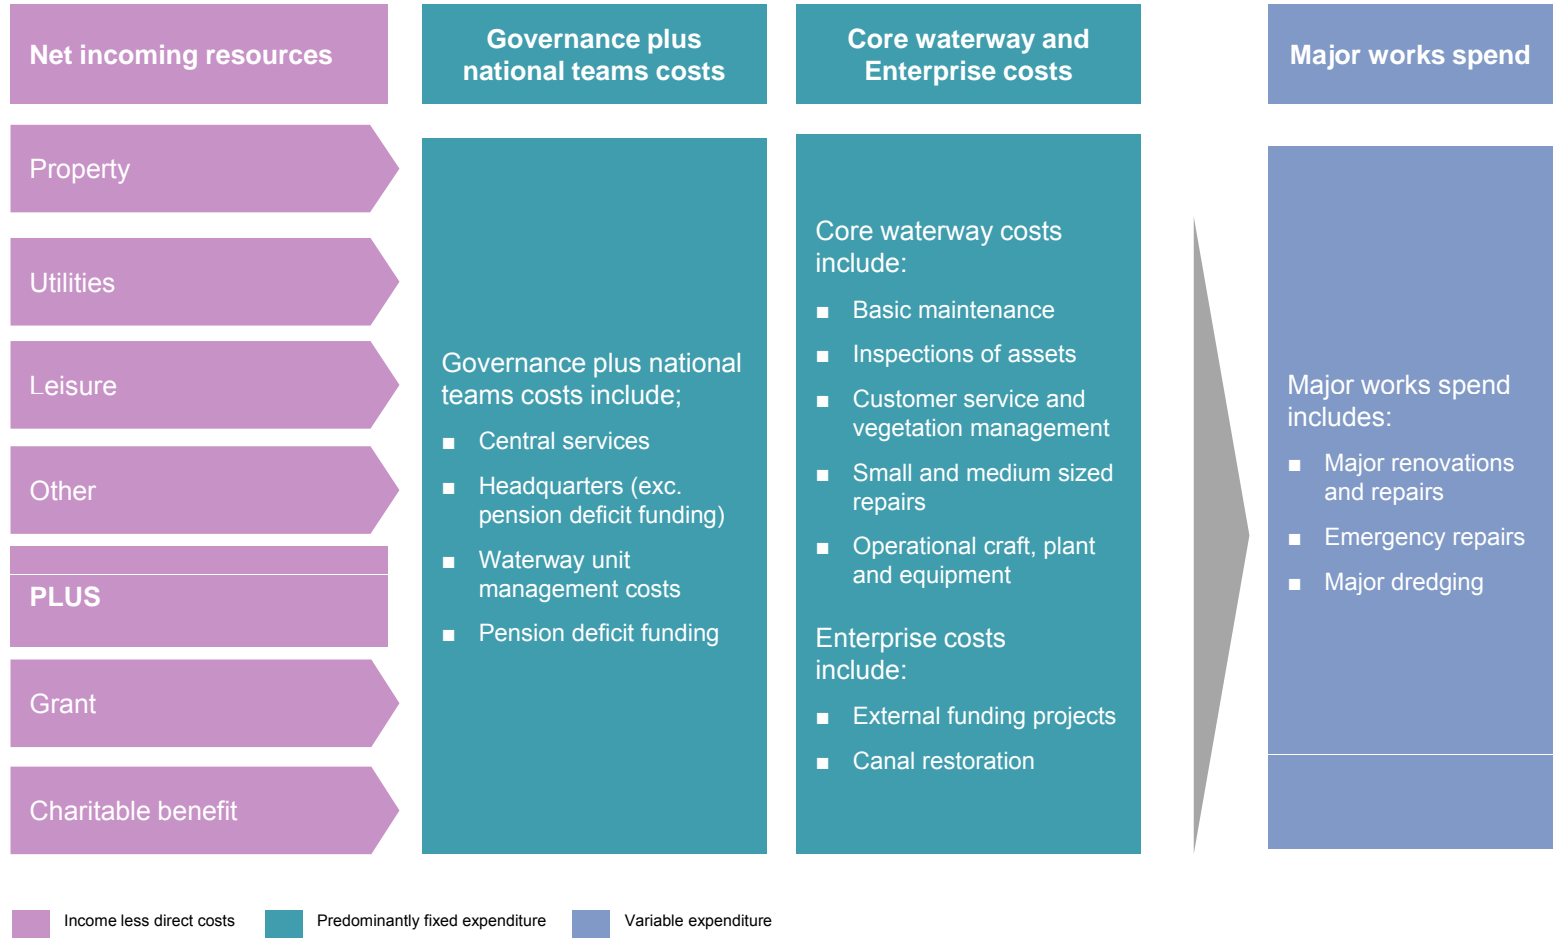 Net incoming resources
Governance plus
national teams costs
Core waterway and
Enterprise costs
Major works spend
Property
Utilities
Leisure
Other
PLUS
Grant
Charitable benefit
Governance plus national
teams costs include;
■ Central services
■ Headquarters (exc.
pension deficit funding)
■ Waterway unit
management costs
■ Pension deficit funding
Core waterway costs
include:
■ Basic maintenance
■ Inspections of assets
■ Customer service and
vegetation management
■ Small and medium sized
repairs
■ Operational craft, plant
and equipment
Enterprise costs
include:
■ External funding projects
■ Canal restoration
Major works spend
includes:
■ Major renovations
and repairs
■ Emergency repairs
■ Major dredging
Income less direct costs
Predominantly fixed expenditure
Variable expenditure